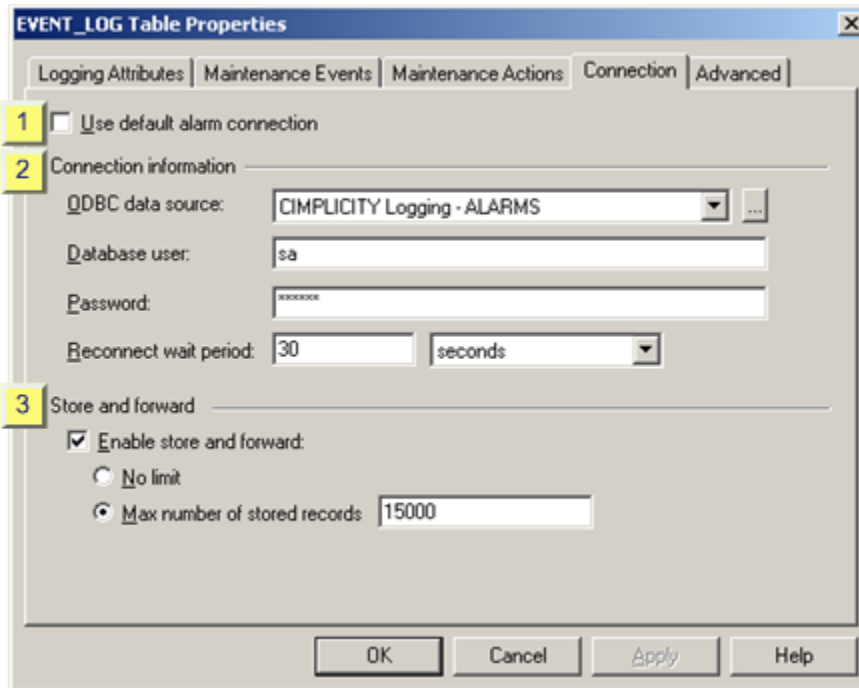 EVENT_LOG Table Properties
Logging Attributes Maintenance Events Maintenance Actions Connection Advanced
1 Use default alarm connection
2 Connection information
ODBC data source: CIMPLICITY Logging - ALARMS ...
Database user: sa
Password: ******
Reconnect wait period: 30 seconds
3 Store and forward
Enable store and forward:
No limit
Max number of stored records 15000
OK Cancel Apply Help